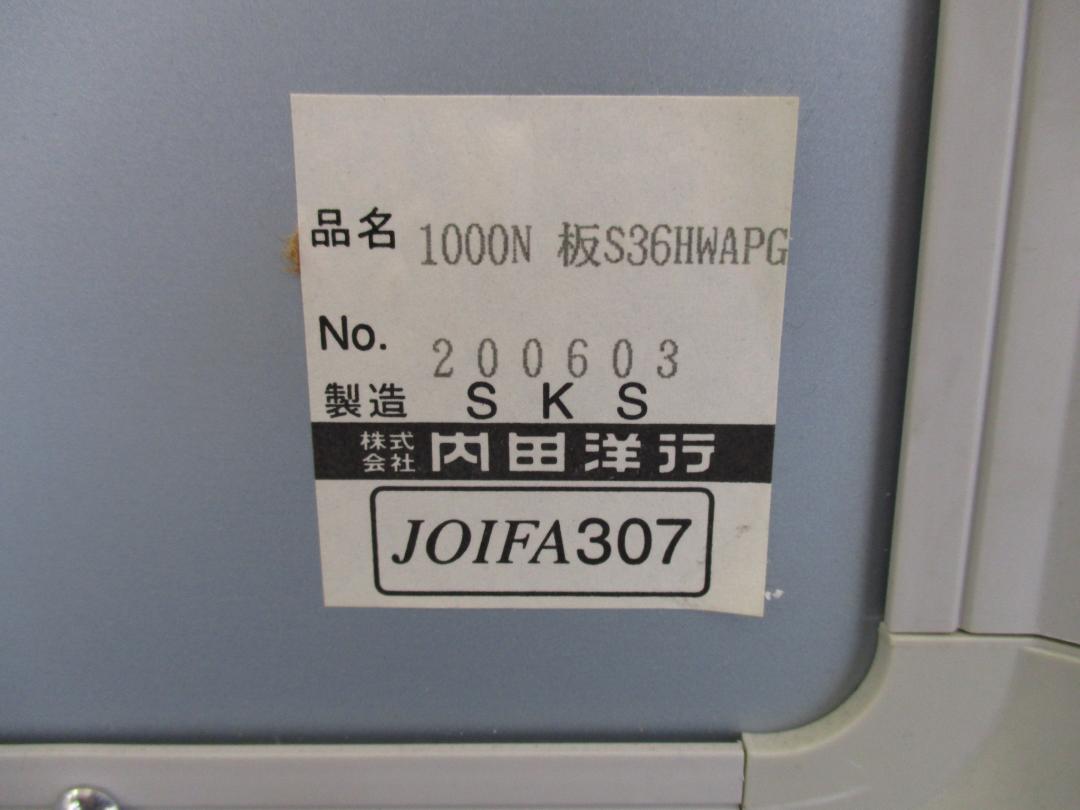 品名 1000N 板S36HWAPG
No. 200603
製造 SKS
株式会社 内田洋行
JOIFA307